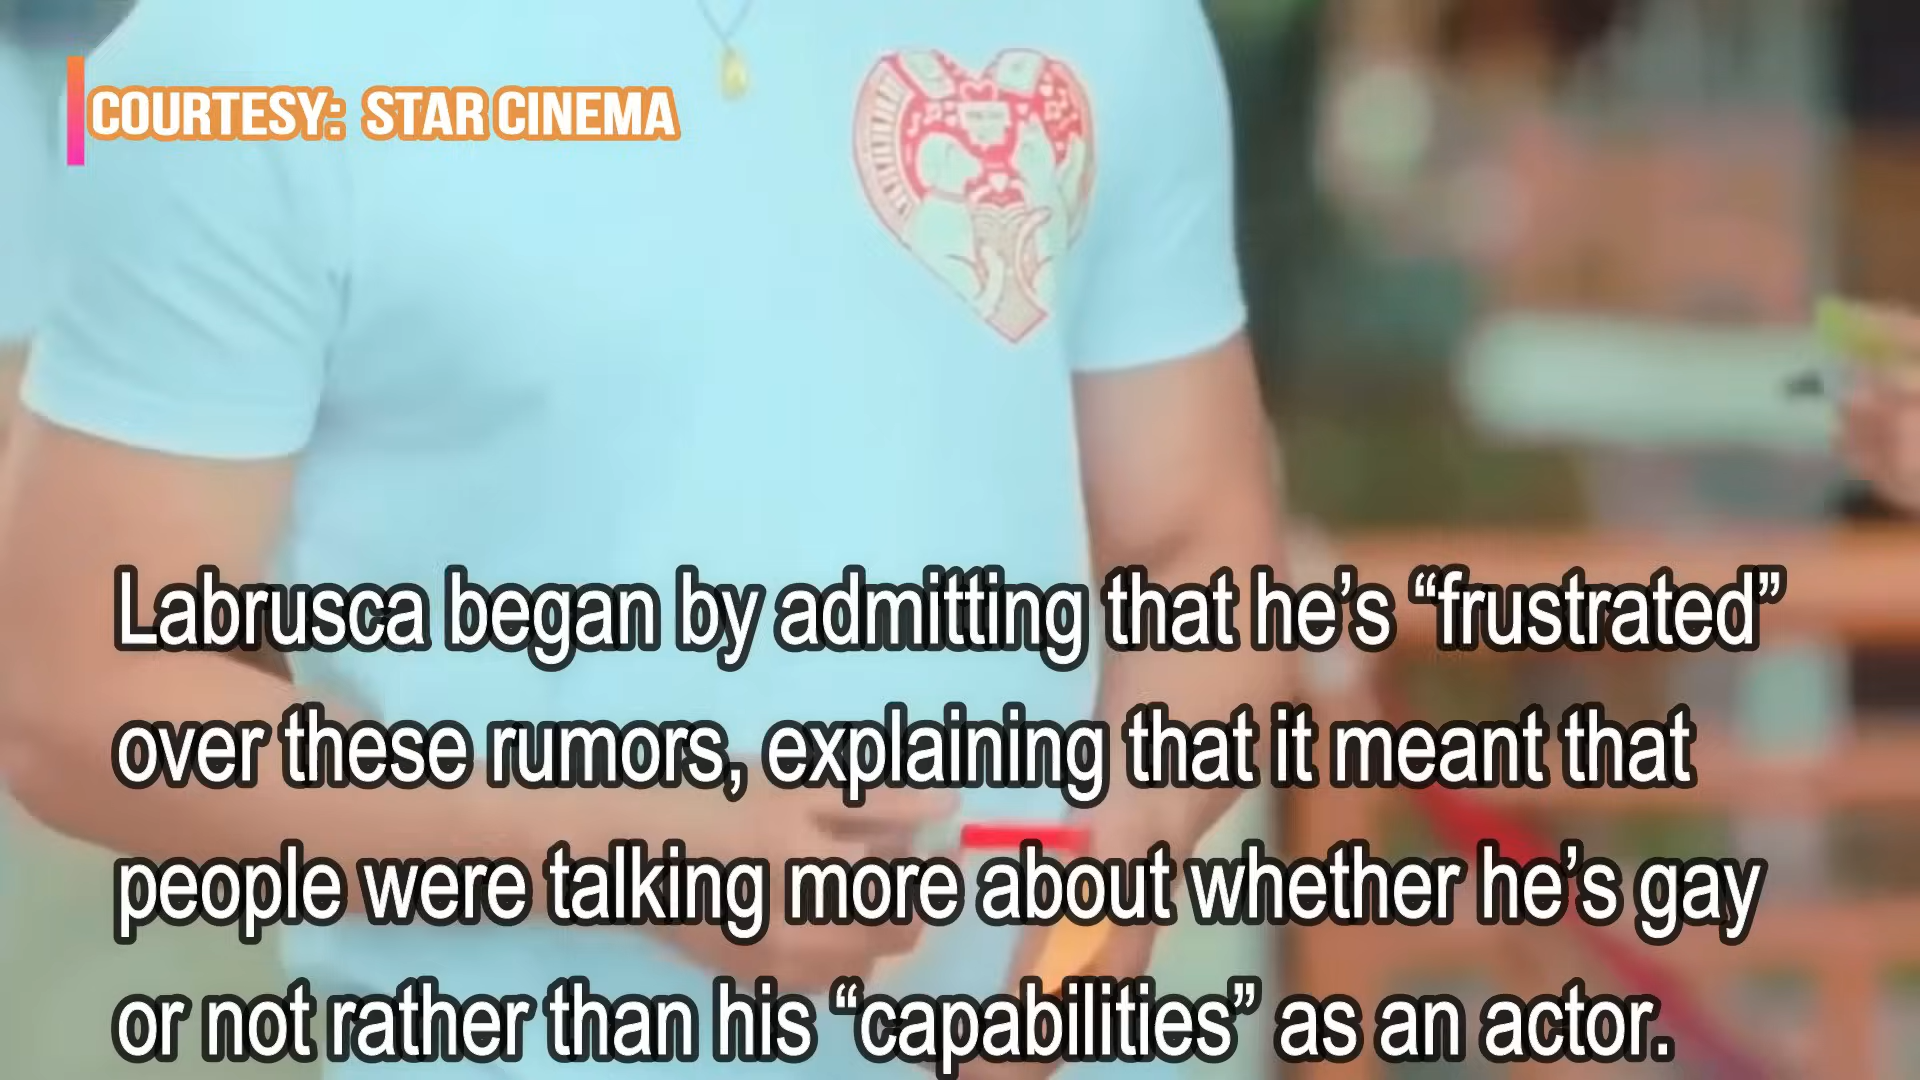 COURTESY: STAR CINEMA
Labrusca began by admitting that he’s “frustrated”
over these rumors, explaining that it meant that
people were talking more about whether he’s gay
or not rather than his “capabilities” as an actor.